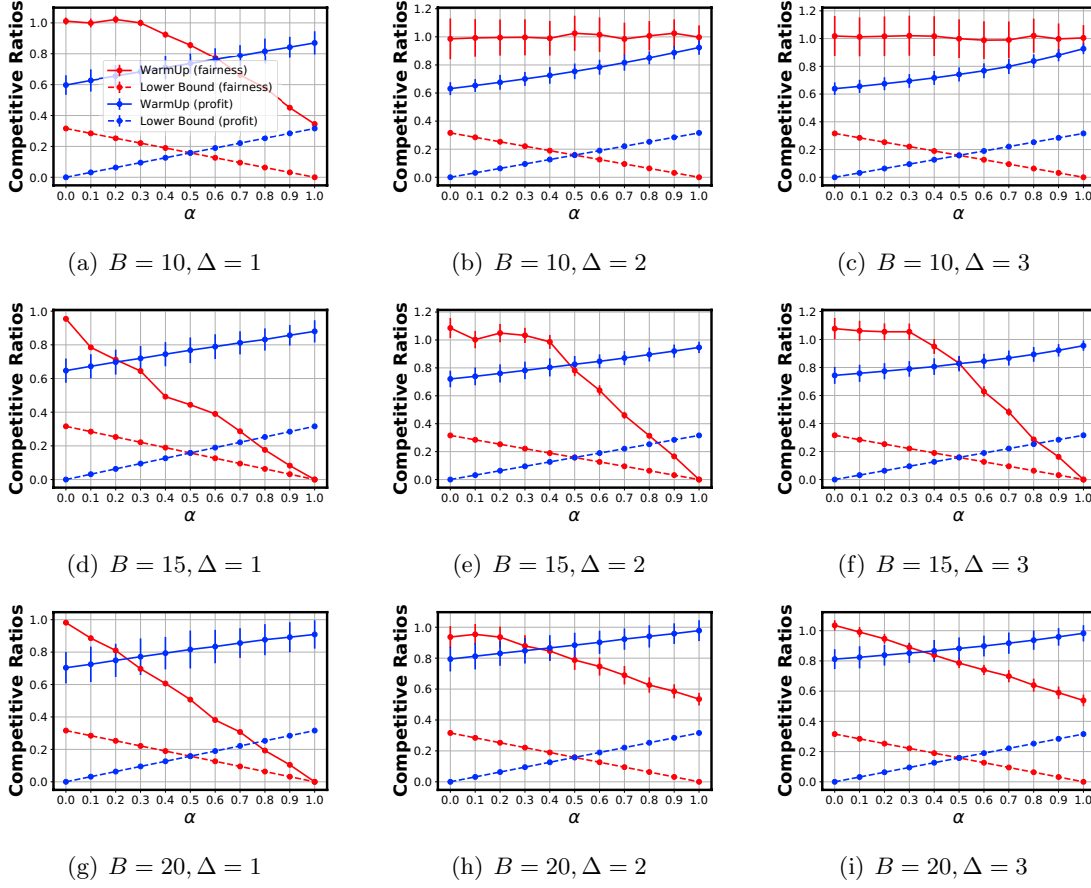 Competitive Ratios
1.0
0.8
0.6
0.4
0.2
0.0
WarmUp (fairness)
Lower Bound (fairness)
WarmUp (profit)
Lower Bound (profit)
0.0 0.1 0.2 0.3 0.4 0.5 0.6 0.7 0.8 0.9 1.0
α
(a) B = 10, Δ = 1
Competitive Ratios
1.2
1.0
0.8
0.6
0.4
0.2
0.0
0.0 0.1 0.2 0.3 0.4 0.5 0.6 0.7 0.8 0.9 1.0
α
(b) B = 10, Δ = 2
Competitive Ratios
1.0
0.8
0.6
0.4
0.2
0.0
0.0 0.1 0.2 0.3 0.4 0.5 0.6 0.7 0.8 0.9 1.0
α
(c) B = 10, Δ = 3
Competitive Ratios
1.0
0.8
0.6
0.4
0.2
0.0
0.0 0.1 0.2 0.3 0.4 0.5 0.6 0.7 0.8 0.9 1.0
α
(d) B = 15, Δ = 1
Competitive Ratios
1.2
1.0
0.8
0.6
0.4
0.2
0.0
0.0 0.1 0.2 0.3 0.4 0.5 0.6 0.7 0.8 0.9 1.0
α
(e) B = 15, Δ = 2
Competitive Ratios
1.2
1.0
0.8
0.6
0.4
0.2
0.0
0.0 0.1 0.2 0.3 0.4 0.5 0.6 0.7 0.8 0.9 1.0
α
(f) B = 15, Δ = 3
Competitive Ratios
1.0
0.8
0.6
0.4
0.2
0.0
0.0 0.1 0.2 0.3 0.4 0.5 0.6 0.7 0.8 0.9 1.0
α
(g) B = 20, Δ = 1
Competitive Ratios
1.0
0.8
0.6
0.4
0.2
0.0
0.0 0.1 0.2 0.3 0.4 0.5 0.6 0.7 0.8 0.9 1.0
α
(h) B = 20, Δ = 2
Competitive Ratios
1.0
0.8
0.6
0.4
0.2
0.0
0.0 0.1 0.2 0.3 0.4 0.5 0.6 0.7 0.8 0.9 1.0
α
(i) B = 20, Δ = 3